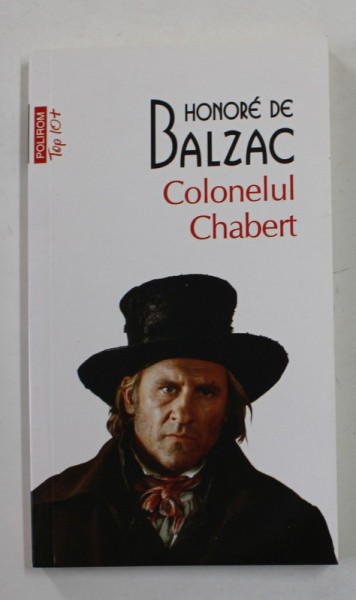 POLIROM
Top 10+
HONORÉ DE
BALZAC
Colonelul
Chabert